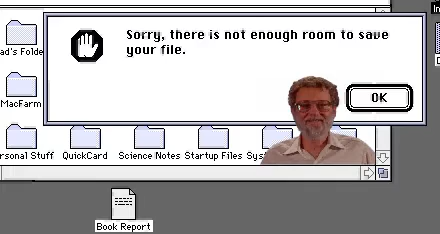 Sorry, there is not enough room to save
your file.
OK
ad's Folde
MacFarm
rsonal Stuff
QuickCard
Science Notes
Startup Files
Sys
Book Report